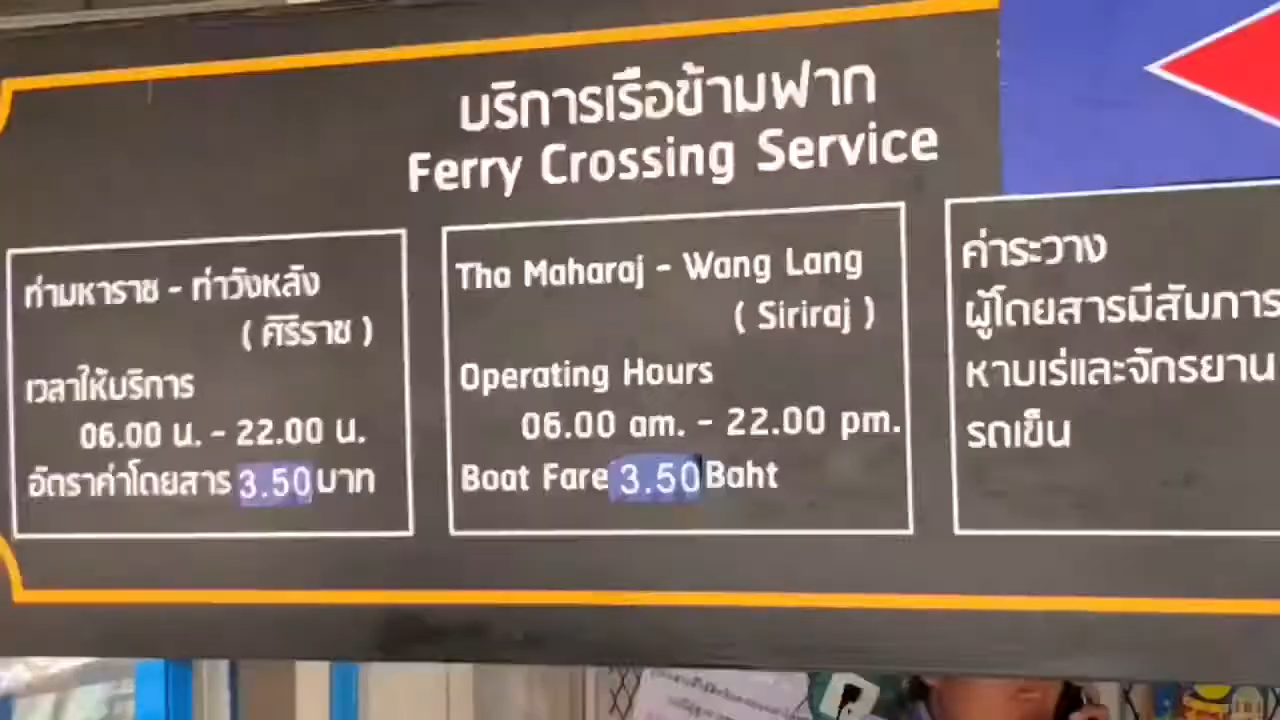 บริการเรือข้ามฟาก
Ferry Crossing Service
ท่ามหาราช - ท่าวังหลัง
( ศิริราช )
เวลาให้บริการ
06.00 น. - 22.00 น.
อัตราค่าโดยสาร 3.50 บาท
Tha Maharaj - Wang Lang
( Siriraj )
Operating Hours
06.00 am. - 22.00 pm.
Boat Fare 3.50 Baht
ค่าระวาง
ผู้โดยสารมีสัมภาร
หาบเร่และจักรยาน
รถเข็น